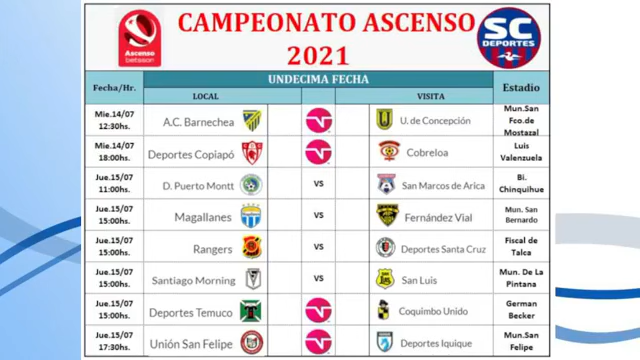 CAMPEONATO ASCENSO
2021
Ascenso
betsson
SC
DEPORTES
Fecha/Hr.
UNDECIMA FECHA
LOCAL
VISITA
Estadio
Mie.14/07
12:30hs.
A.C. Barnechea
U. de Concepción
Mun.San
Fco.de
Mostazal
Mie.14/07
18:00hs.
Deportes Copiapó
Cobreloa
Luis
Valenzuela
Jue.15/07
11:00hs.
D. Puerto Montt
vs
San Marcos de Arica
Bi.
Chinquihue
Jue.15/07
15:00hs.
Magallanes
vs
Fernández Vial
Mun. San
Bernardo
Jue.15/07
15:00hs.
Rangers
vs
Deportes Santa Cruz
Fiscal de
Talca
Jue.15/07
15:00hs.
Santiago Morning
vs
San Luis
Mun. De La
Pintana
Jue.15/07
15:00hs.
Deportes Temuco
Coquimbo Unido
German
Becker
Jue.15/07
17:30hs.
Unión San Felipe
Deportes Iquique
Mun.San
Felipe